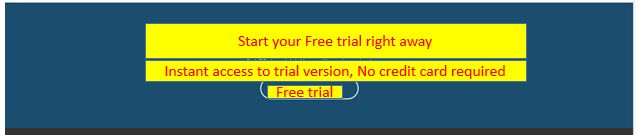 Start your Free trial right away
Instant access to trial version, No credit card required
Free trial